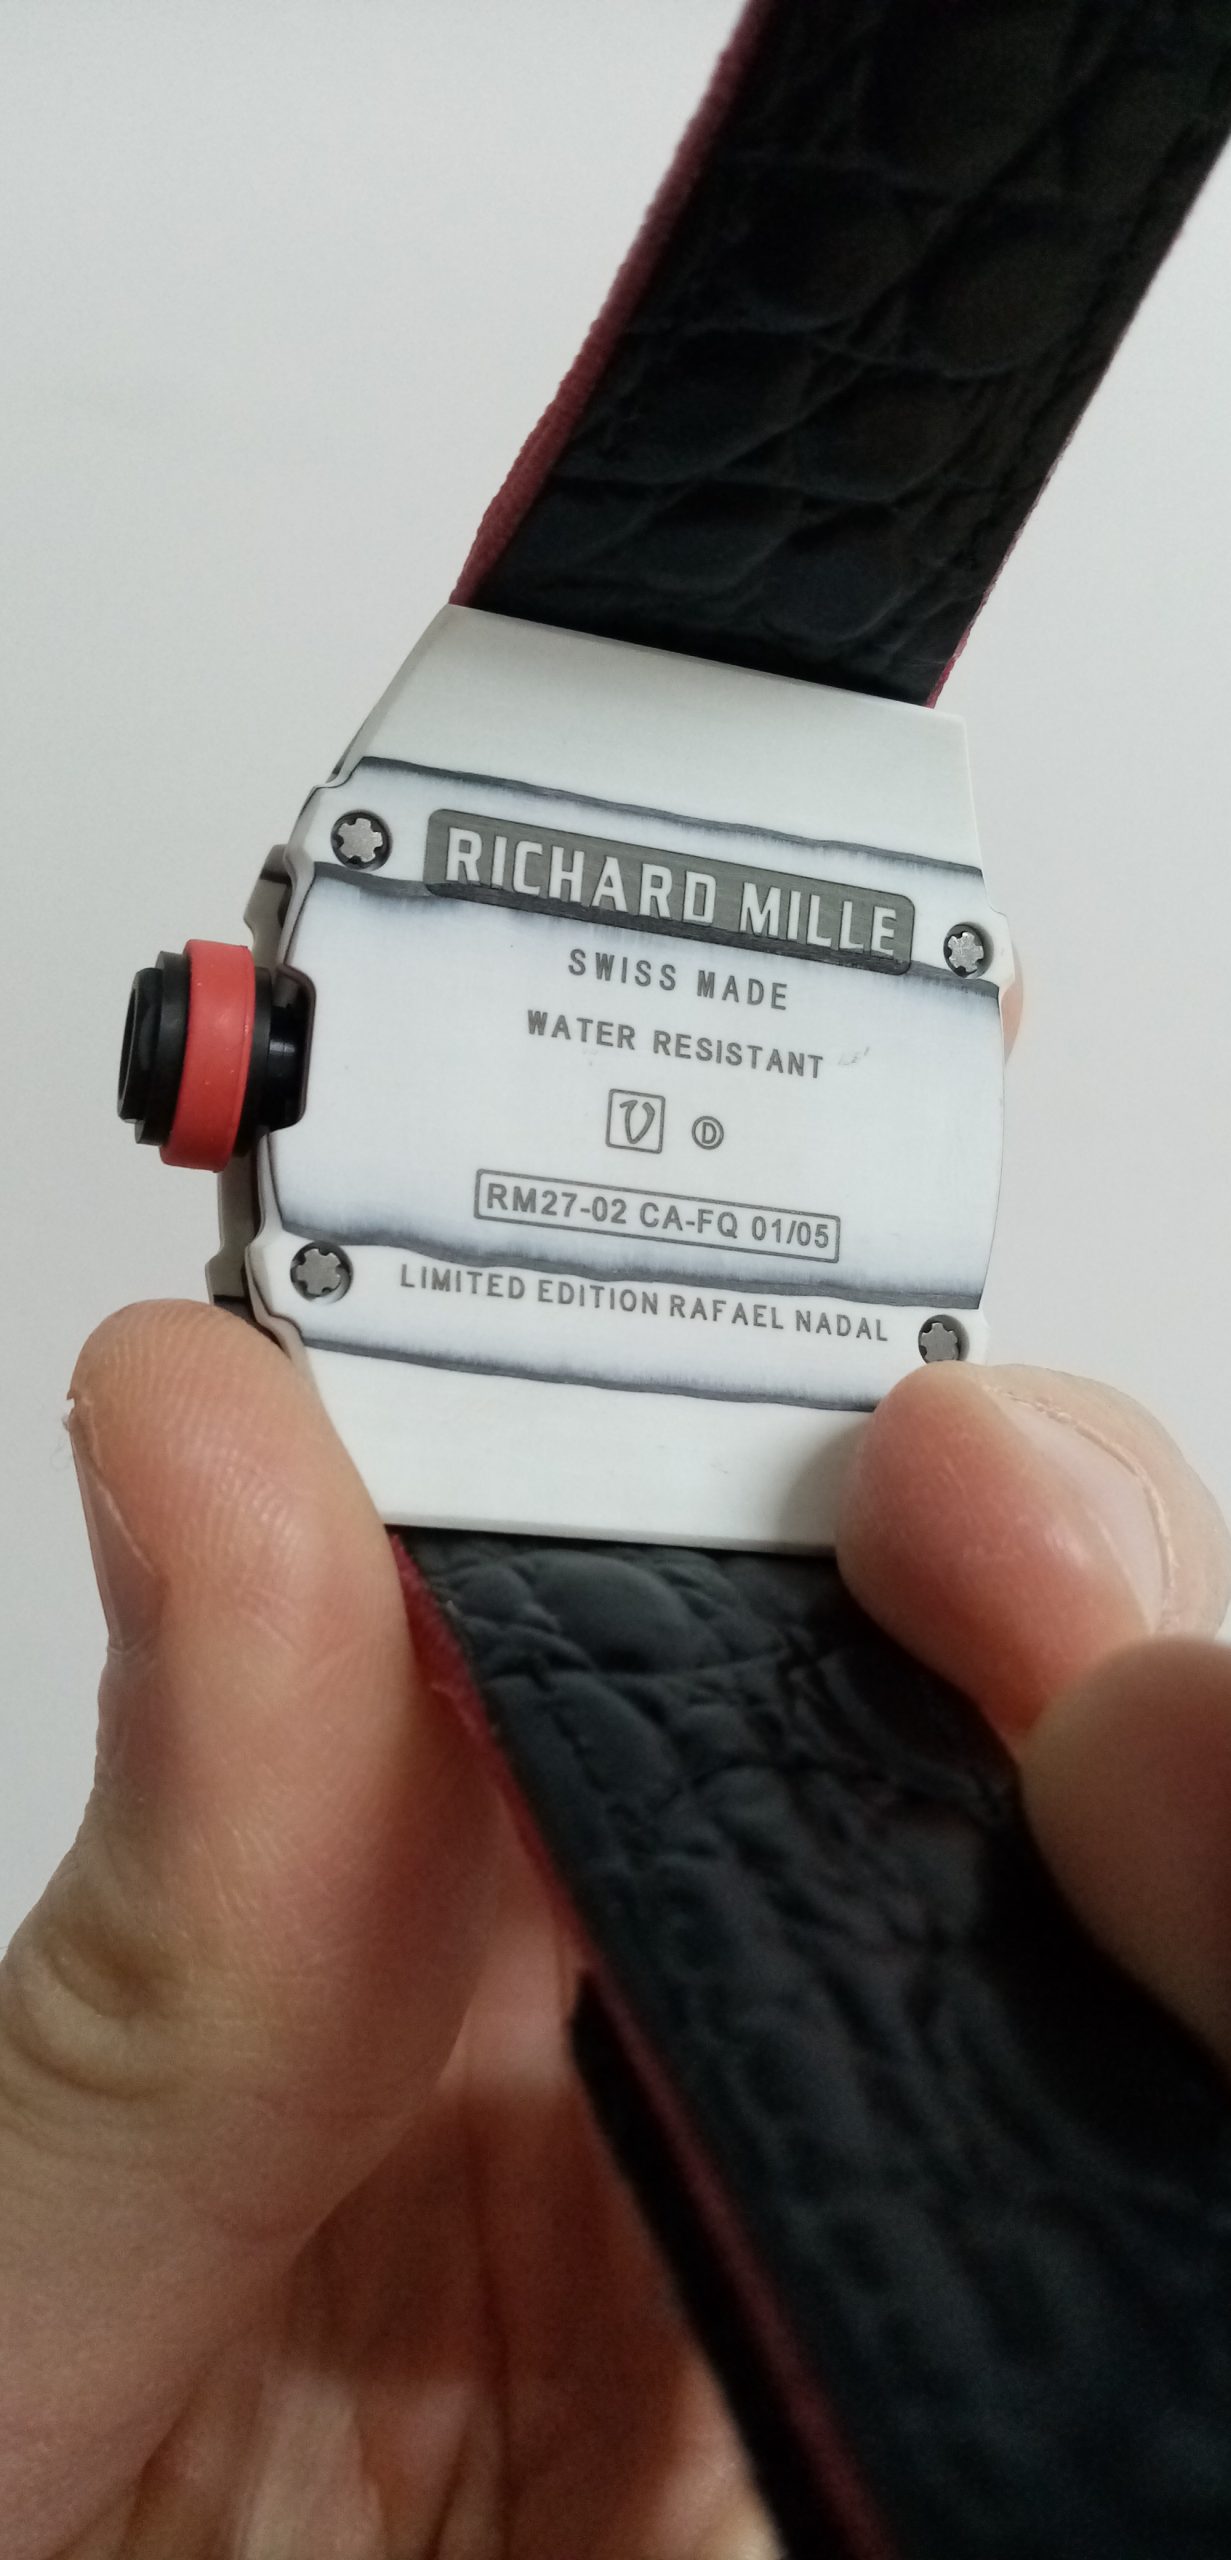 RICHARD MILLE
SWISS MADE
WATER RESISTANT
V D
RM27-02 CA-FQ 01/05
LIMITED EDITION RAFAEL NADAL